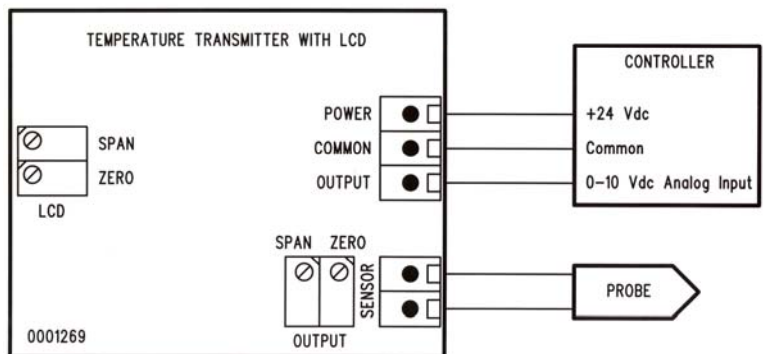 TEMPERATURE TRANSMITTER WITH LCD
CONTROLLER
POWER
+24 Vdc
COMMON
Common
OUTPUT
0-10 Vdc Analog Input
SPAN
ZERO
LCD
SPAN ZERO
SENSOR
PROBE
OUTPUT
0001269